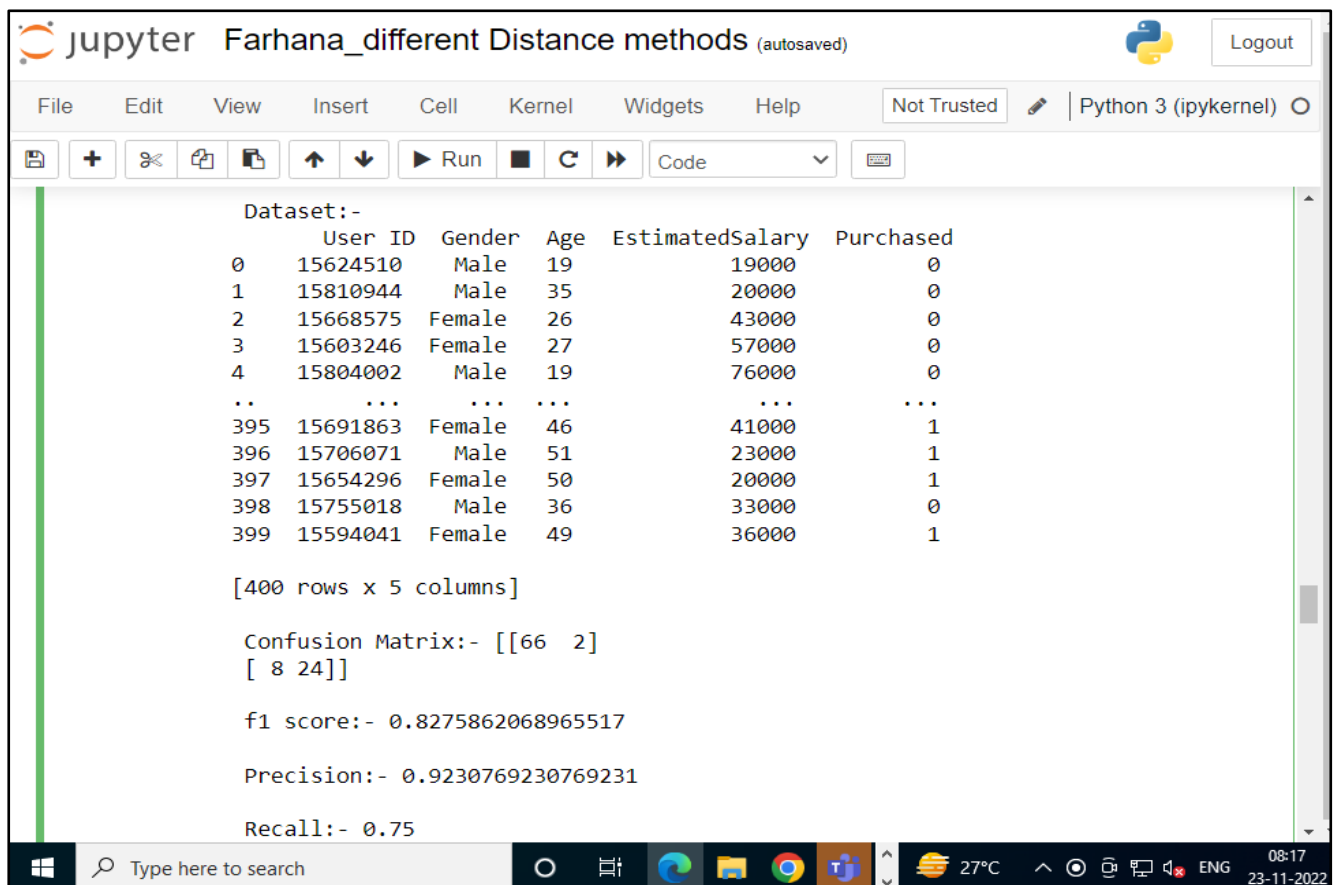 jupyter Farhana_different Distance methods (autosaved) Logout
File Edit View Insert Cell Kernel Widgets Help Not Trusted Python 3 (ipykernel)
Run Code
Dataset:-
User ID Gender Age EstimatedSalary Purchased
0 15624510 Male 19 19000 0
1 15810944 Male 35 20000 0
2 15668575 Female 26 43000 0
3 15603246 Female 27 57000 0
4 15804002 Male 19 76000 0
.. ... ... ... ... ...
395 15691863 Female 46 41000 1
396 15706071 Male 51 23000 1
397 15654296 Female 50 20000 1
398 15755018 Male 36 33000 0
399 15594041 Female 49 36000 1
[400 rows x 5 columns]
Confusion Matrix:- [[66 2]
[ 8 24]]
f1 score:- 0.8275862068965517
Precision:- 0.9230769230769231
Recall:- 0.75
Type here to search 27°C ENG 08:17
23-11-2022